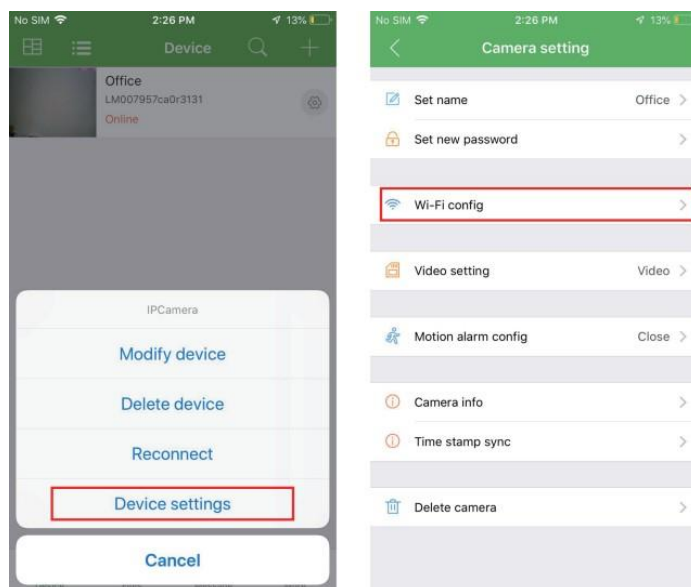 No SIM 2:26 PM 13%
Device
Office
LM007957ca0r3131
Online
IPCamera
Modify device
Delete device
Reconnect
Device settings
Cancel
No SIM 2:26 PM 13%
Camera setting
Set name Office
Set new password
Wi-Fi config
Video setting Video
Motion alarm config Close
Camera info
Time stamp sync
Delete camera